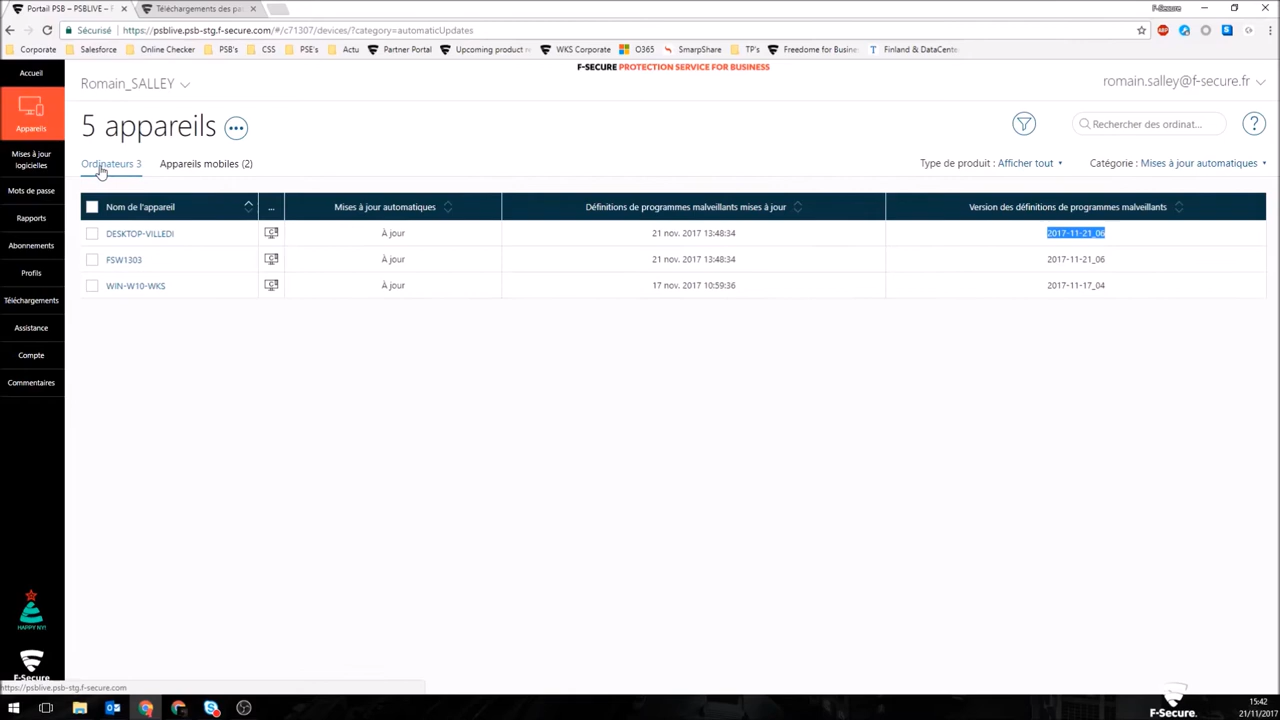 Portail PSB – PSBLIVE – F
Téléchargements des pa
F-Secure
Sécurisé
https://psblive.psb-stg.f-secure.com/#/c71307/devices/?category=automaticUpdates
Corporate
Salesforce
Online Checker
PSB's
CSS
PSE's
Actu
Partner Portal
Upcoming product re
WKS Corporate
O365
SmarpShare
TP's
Freedome for Busine
Finland & DataCente
F-SECURE PROTECTION SERVICE FOR BUSINESS
Accueil
Appareils
Mises à jour
logicielles
Mots de passe
Rapports
Abonnements
Profils
Téléchargements
Assistance
Compte
Commentaires
HAPPY NY!
F-Secure
Romain_SALLEY
romain.salley@f-secure.fr
5 appareils
Rechercher des ordinat...
?
Ordinateurs 3
Appareils mobiles (2)
Type de produit : Afficher tout
Catégorie : Mises à jour automatiques
Nom de l'appareil
...
Mises à jour automatiques
Définitions de programmes malveillants mises à jour
Version des définitions de programmes malveillants
DESKTOP-VILLEDI
À jour
21 nov. 2017 13:48:34
2017-11-21_06
FSW1303
À jour
21 nov. 2017 13:48:34
2017-11-21_06
WIN-W10-WKS
À jour
17 nov. 2017 10:59:36
2017-11-17_04
https://psblive.psb-stg.f-secure.com
F-Secure.
15:42
21/11/2017